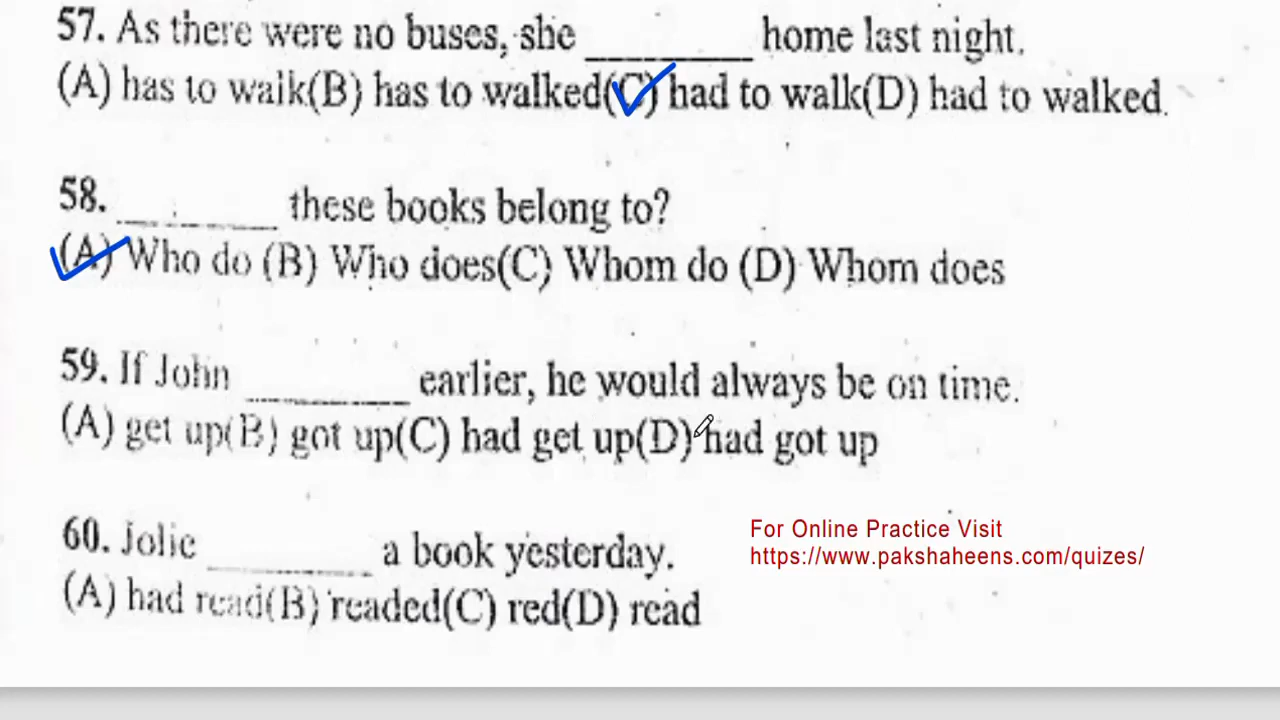 57. As there were no buses, she ________ home last night.
(A) has to walk(B) has to walked(C) had to walk(D) had to walked.
58. ________ these books belong to?
(A) Who do (B) Who does(C) Whom do (D) Whom does
59. If John ________ earlier, he would always be on time.
(A) get up(B) got up(C) had get up(D) had got up
60. Jolie ________ a book yesterday.
(A) had read(B) readed(C) red(D) read
For Online Practice Visit
https://www.pakshaheens.com/quizes/